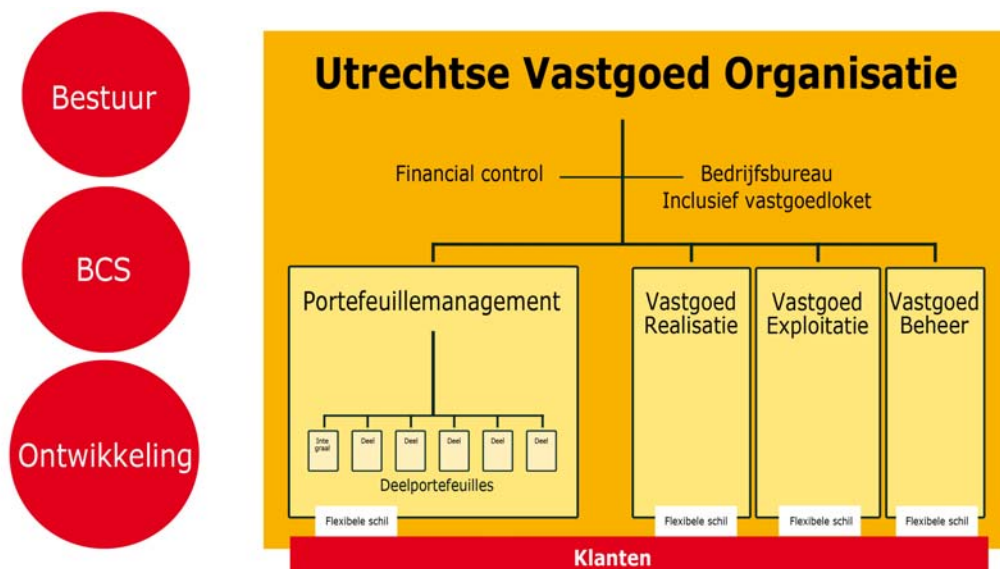 Bestuur
BCS
Ontwikkeling
Utrechtse Vastgoed Organisatie
Financial control
Bedrijfsbureau
Inclusief vastgoedloket
Portefeuillemanagement
Inte
graal
Deel
Deel
Deel
Deel
Deel
Deelportefeuilles
Flexibele schil
Vastgoed
Realisatie
Flexibele schil
Vastgoed
Exploitatie
Flexibele schil
Vastgoed
Beheer
Flexibele schil
Klanten